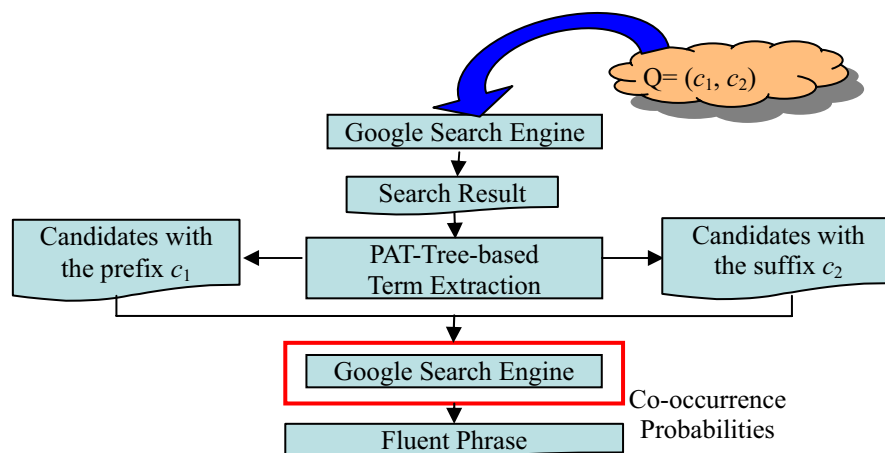 Q= (c₁, c₂)
Google Search Engine
Search Result
Candidates with
the prefix c₁
PAT-Tree-based
Term Extraction
Candidates with
the suffix c₂
Google Search Engine
Co-occurrence
Probabilities
Fluent Phrase